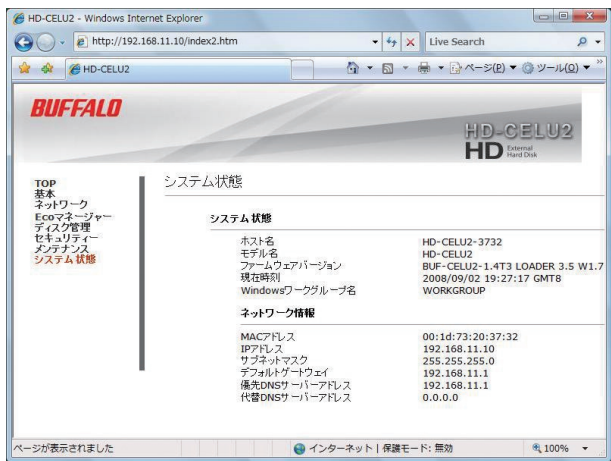 HD-CELU2 - Windows Internet Explorer
http://192.168.11.10/index2.htm
Live Search
HD-CELU2
ページ(P)
ツール(O)
BUFFALO
HD-CELU2
HD External Hard Disk
TOP
基本
ネットワーク
Ecoマネージャー
ディスク管理
セキュリティー
メンテナンス
システム状態
システム状態
システム状態
ホスト名 HD-CELU2-3732
モデル名 HD-CELU2
ファームウェアバージョン BUF-CELU2-1.4T3 LOADER 3.5 W1.7
現在時刻 2008/09/02 19:27:17 GMT8
Windowsワークグループ名 WORKGROUP
ネットワーク情報
MACアドレス 00:1d:73:20:37:32
IPアドレス 192.168.11.10
サブネットマスク 255.255.255.0
デフォルトゲートウェイ 192.168.11.1
優先DNSサーバーアドレス 192.168.11.1
代替DNSサーバーアドレス 0.0.0.0
ページが表示されました
インターネット | 保護モード: 無効
100%